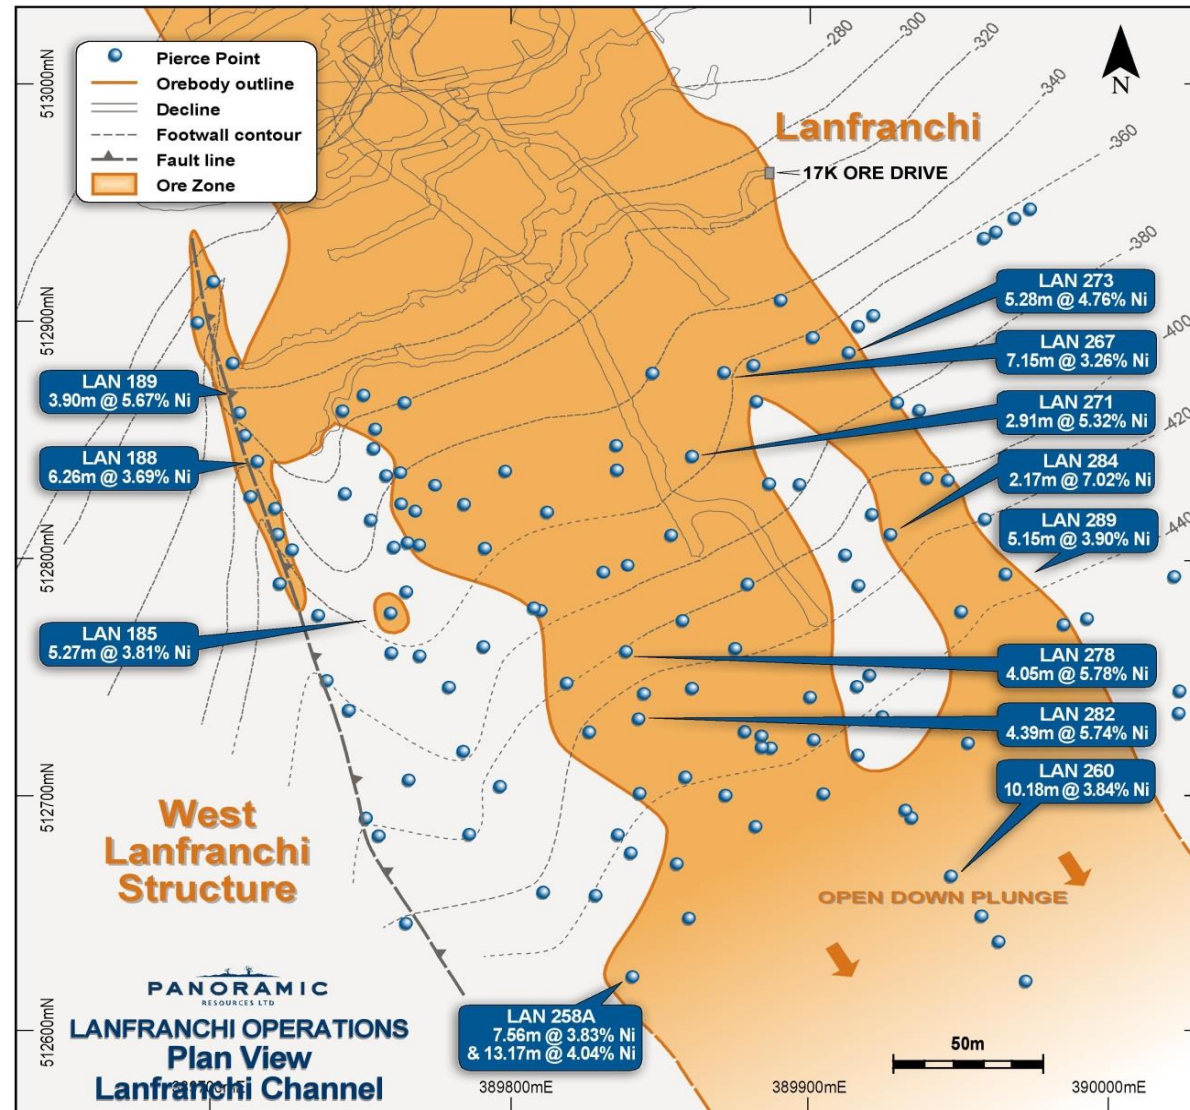 Pierce Point
Orebody outline
Decline
Footwall contour
Fault line
Ore Zone
-280
-300
-320
-340
-360
-380
-400
-420
-440
N
Lanfranchi
17K ORE DRIVE
513000mN
512900mN
512800mN
512700mN
512600mN
LAN 273
5.28m @ 4.76% Ni
LAN 267
7.15m @ 3.26% Ni
LAN 271
2.91m @ 5.32% Ni
LAN 284
2.17m @ 7.02% Ni
LAN 289
5.15m @ 3.90% Ni
LAN 189
3.90m @ 5.67% Ni
LAN 188
6.26m @ 3.69% Ni
LAN 185
5.27m @ 3.81% Ni
LAN 278
4.05m @ 5.78% Ni
LAN 282
4.39m @ 5.74% Ni
LAN 260
10.18m @ 3.84% Ni
West
Lanfranchi
Structure
OPEN DOWN PLUNGE
PANORAMIC
RESOURCES LTD
LANFRANCHI OPERATIONS
Plan View
Lanfranchi Channel
LAN 258A
7.56m @ 3.83% Ni
& 13.17m @ 4.04% Ni
50m
389700mE
389800mE
389900mE
390000mE